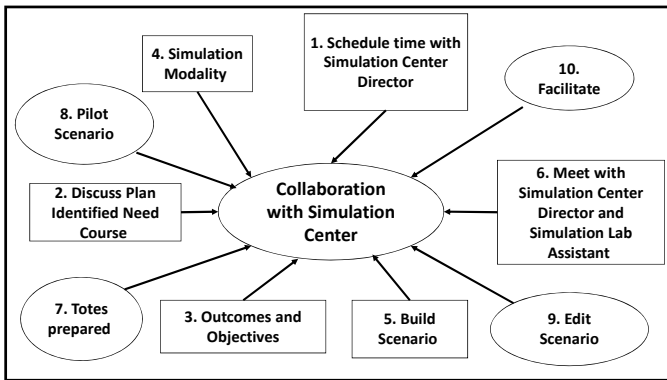 1. Schedule time with
Simulation Center
Director
4. Simulation
Modality
10.
Facilitate
8. Pilot
Scenario
Collaboration
with Simulation
Center
6. Meet with
Simulation Center
Director and
Simulation Lab
Assistant
2. Discuss Plan
Identified Need
Course
7. Totes
prepared
3. Outcomes and
Objectives
5. Build
Scenario
9. Edit
Scenario